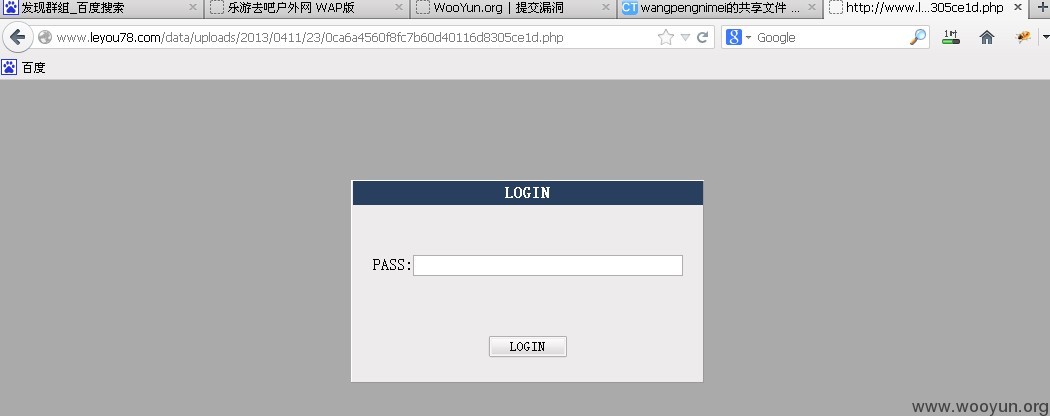 发现群组_百度搜索
乐游去吧户外网 WAP版
WooYun.org | 提交漏洞
CT wangpengnimei的共享文件 ...
http://www.l...305ce1d.php
www.leyou78.com/data/uploads/2013/0411/23/0ca6a4560f8fc7b60d40116d8305ce1d.php
Google
1时
百度
LOGIN
PASS:
LOGIN
www.wooyun.org